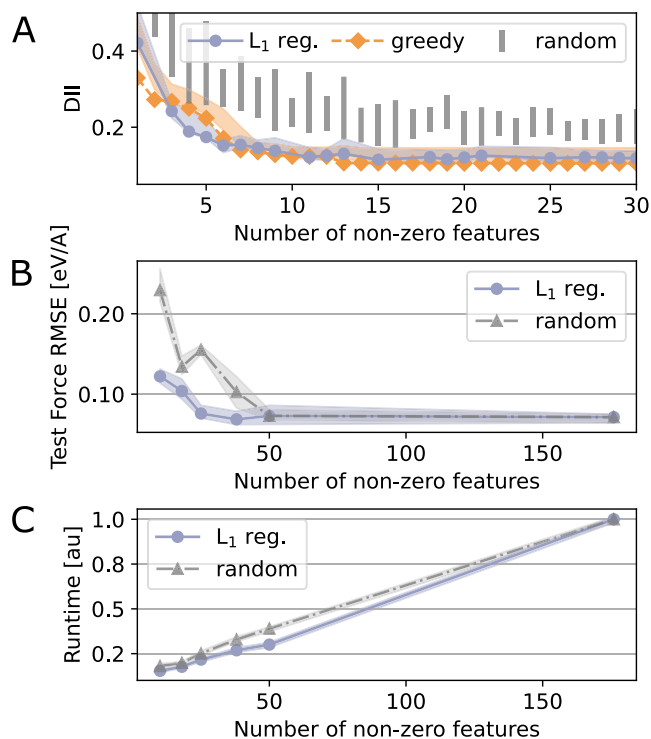 A
0.4
0.2
DII
L₁ reg.
greedy
random
5
10
15
20
25
30
Number of non-zero features
B
0.20
0.10
Test Force RMSE [eV/A]
L₁ reg.
random
50
100
150
Number of non-zero features
C
1.0
0.8
0.5
0.2
Runtime [au]
L₁ reg.
random
50
100
150
Number of non-zero features